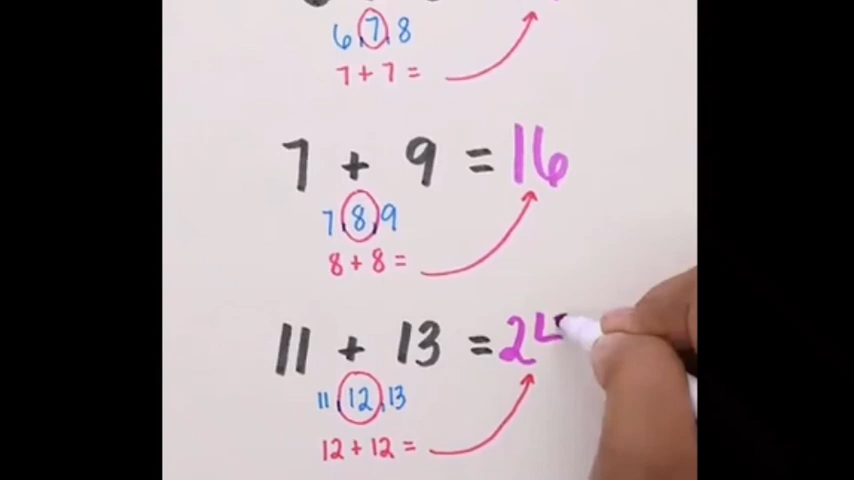 6, 7, 8
7 + 7 =
7 + 9 = 16
7, 8, 9
8 + 8 =
11 + 13 = 24
11, 12, 13
12 + 12 =